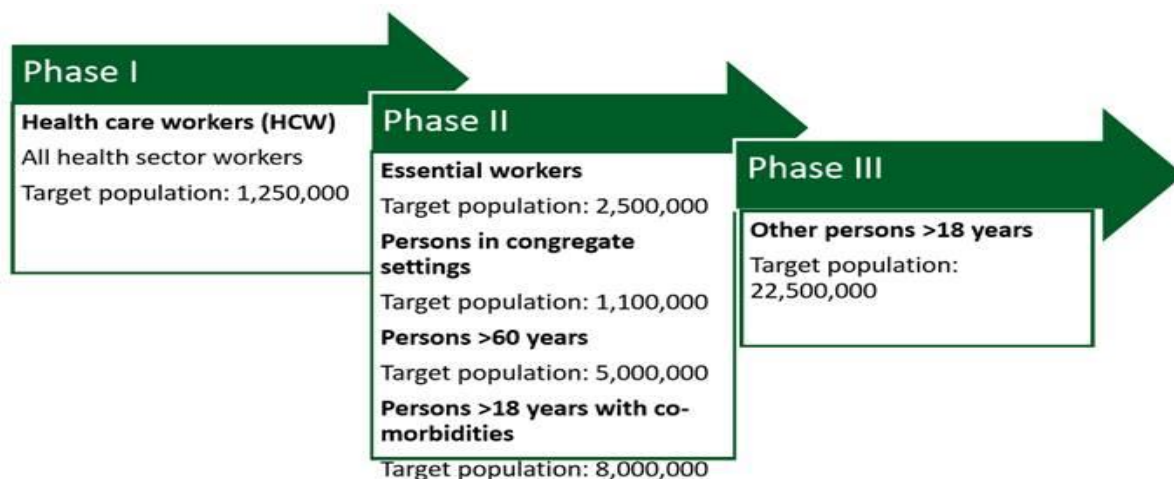 Phase I
Health care workers (HCW)
All health sector workers
Target population: 1,250,000
Phase II
Essential workers
Target population: 2,500,000
Persons in congregate
settings
Target population: 1,100,000
Persons >60 years
Target population: 5,000,000
Persons >18 years with co-
morbidities
Target population: 8,000,000
Phase III
Other persons >18 years
Target population:
22,500,000